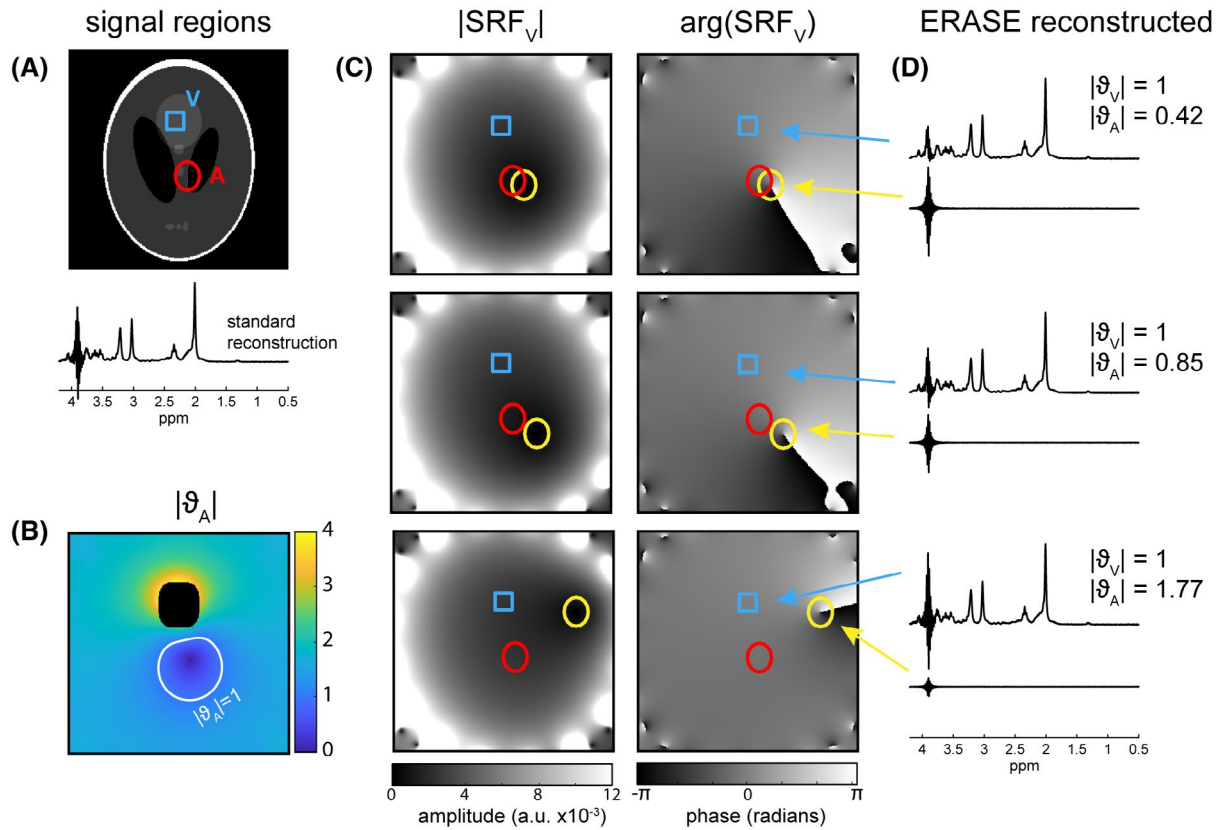 signal regions
|SRF_V|
arg(SRF_V)
ERASE reconstructed
(A)
V
A
standard
reconstruction
4 3.5 3 2.5 2 1.5 1 0.5
ppm
(B)
|ϑ_A|
|ϑ_A|=1
4
3
2
1
0
(C)
0 4 8 12
amplitude (a.u. x10⁻³)
-π 0 π
phase (radians)
(D)
|ϑ_V| = 1
|ϑ_A| = 0.42
|ϑ_V| = 1
|ϑ_A| = 0.85
|ϑ_V| = 1
|ϑ_A| = 1.77
4 3.5 3 2.5 2 1.5 1 0.5
ppm